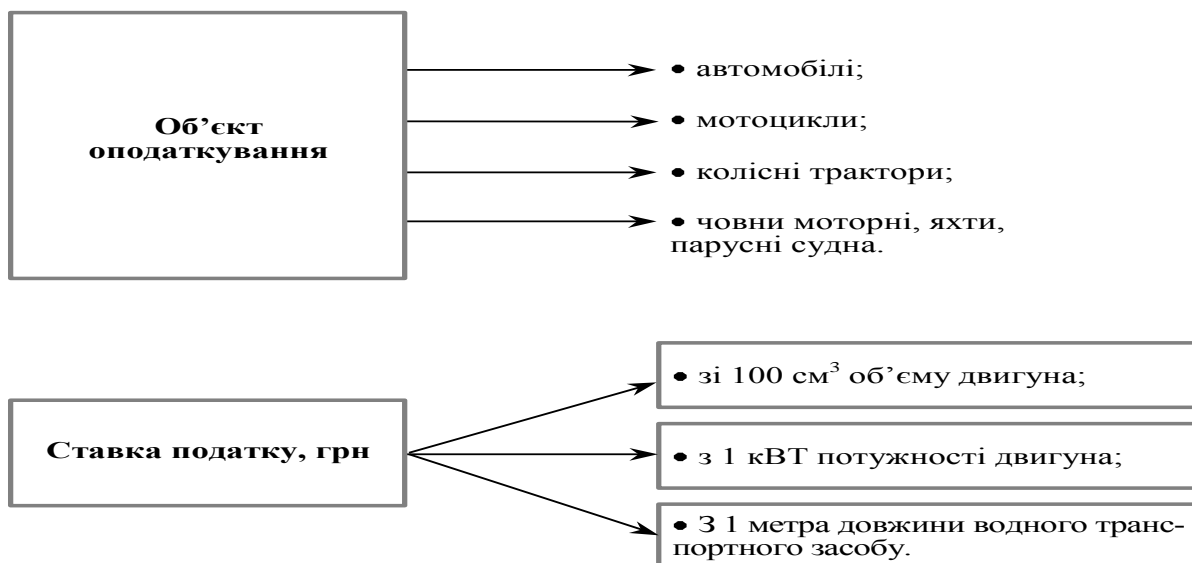 Об’єкт
оподаткування
• автомобілі;
• мотоцикли;
• колісні трактори;
• човни моторні, яхти,
парусні судна.
Ставка податку, грн
• зі 100 см³ об’єму двигуна;
• з 1 кВТ потужності двигуна;
• З 1 метра довжини водного транс-
портного засобу.